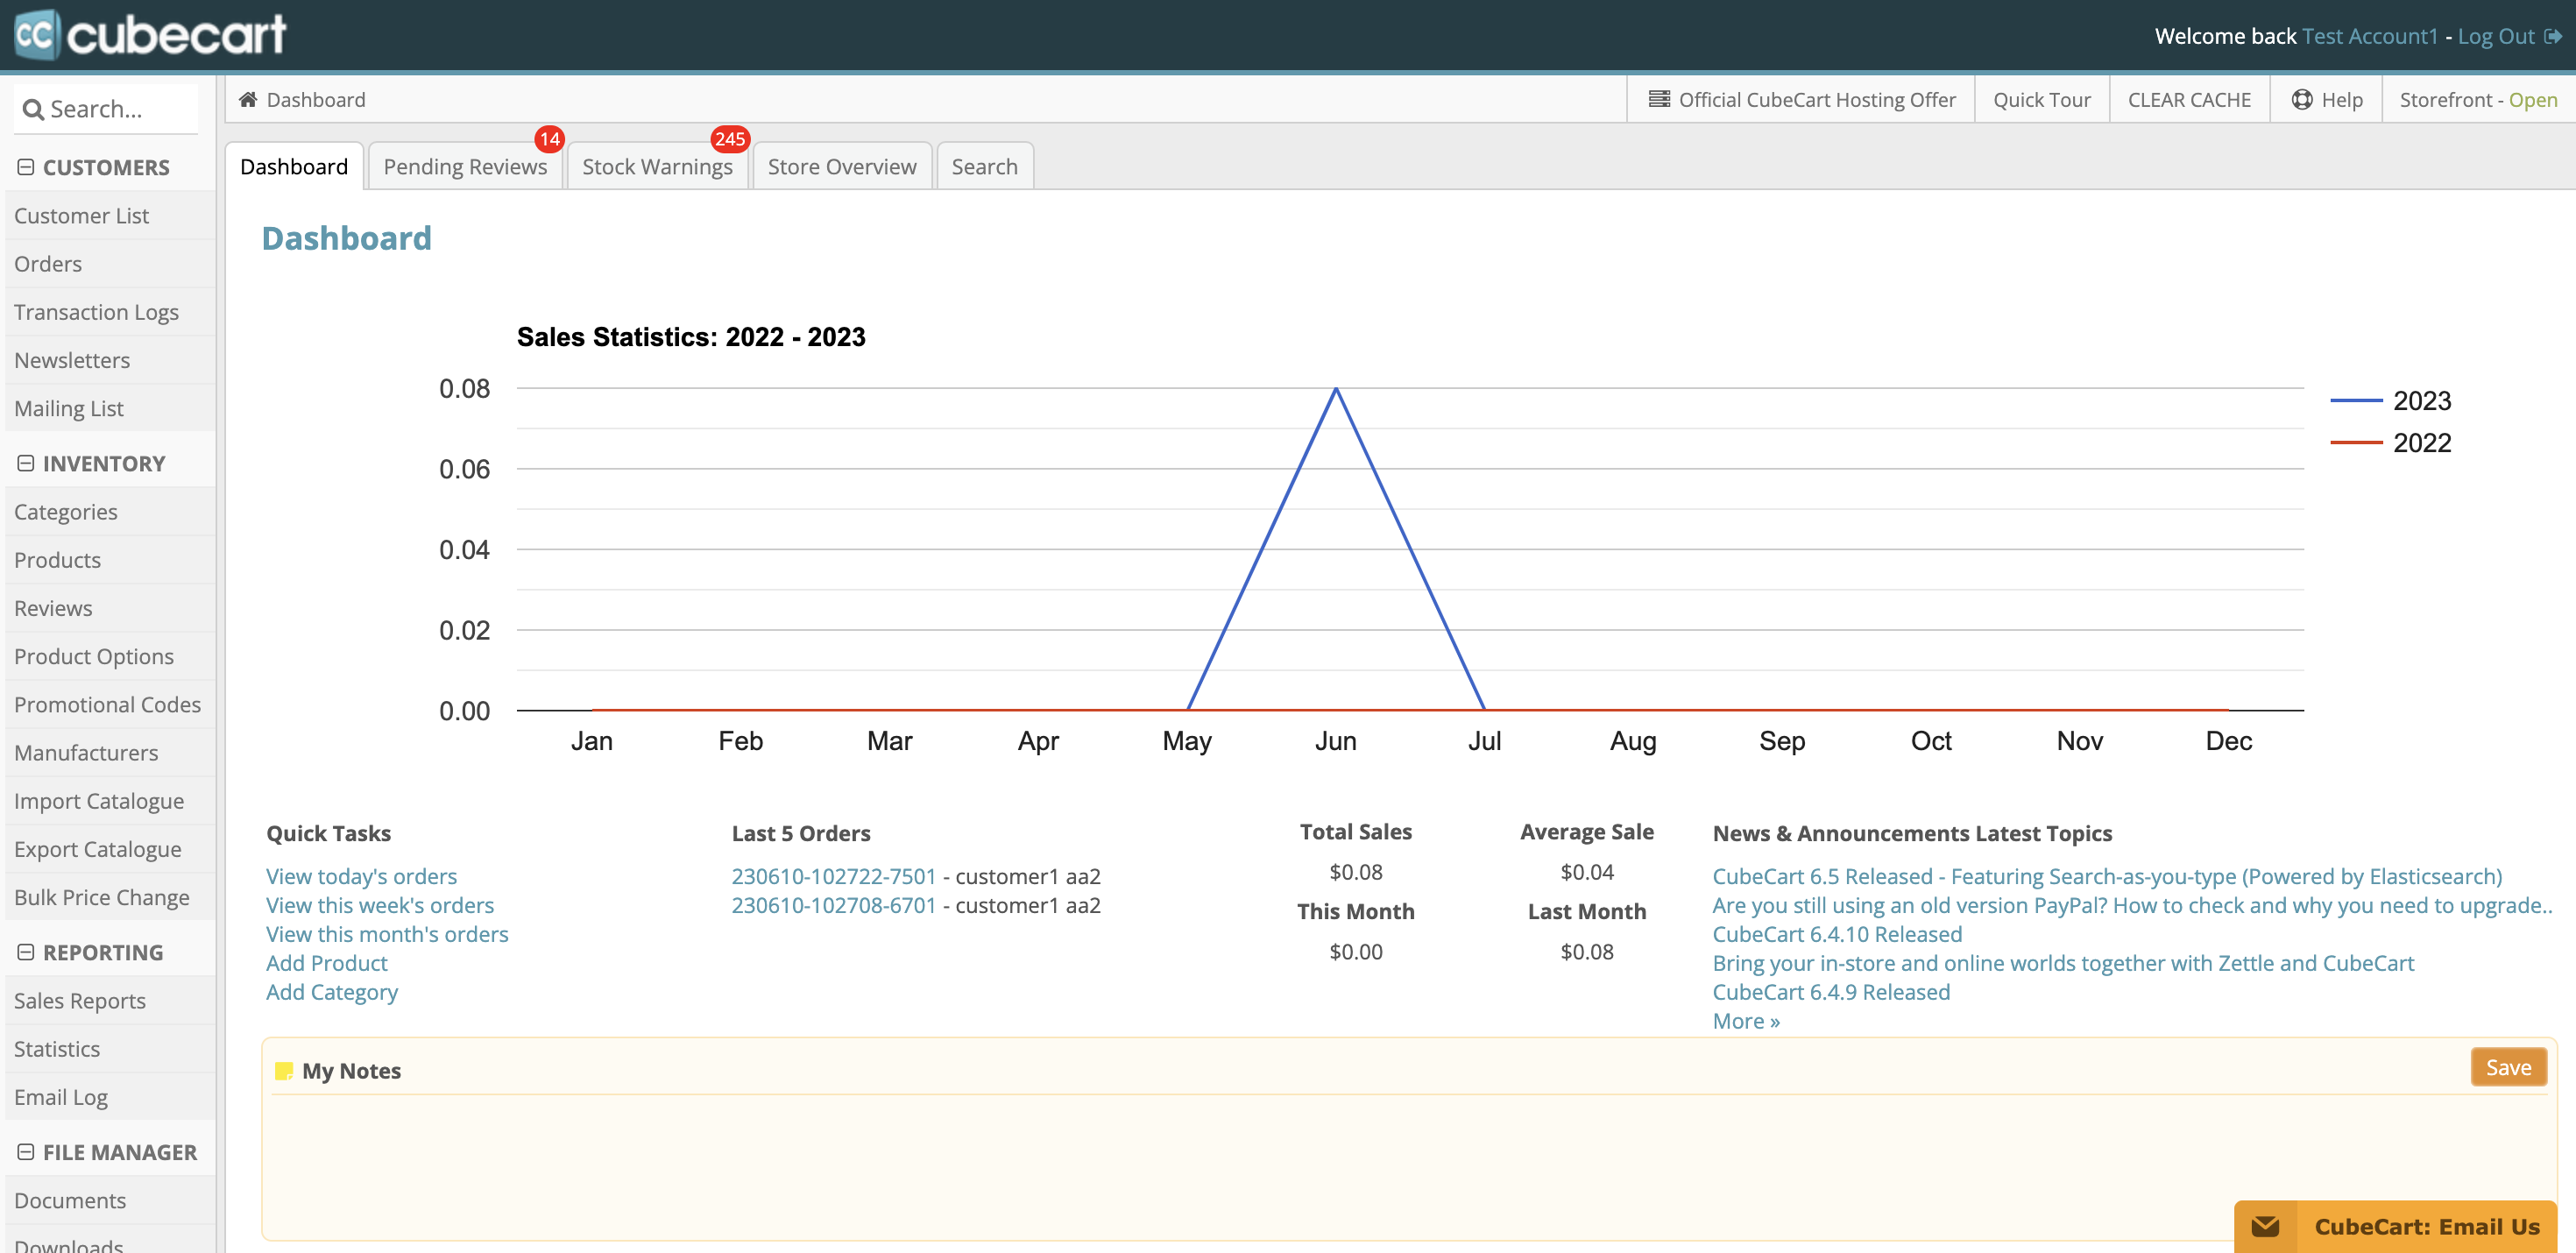 cc cubecart
Welcome back Test Account1 - Log Out
Search...
Dashboard
Official CubeCart Hosting Offer
Quick Tour
CLEAR CACHE
Help
Storefront - Open
CUSTOMERS
Customer List
Orders
Transaction Logs
Newsletters
Mailing List
INVENTORY
Categories
Products
Reviews
Product Options
Promotional Codes
Manufacturers
Import Catalogue
Export Catalogue
Bulk Price Change
REPORTING
Sales Reports
Statistics
Email Log
FILE MANAGER
Documents
Downloads
Dashboard
Pending Reviews 14
Stock Warnings 245
Store Overview
Search
Dashboard
Sales Statistics: 2022 - 2023
0.08
0.06
0.04
0.02
0.00
Jan Feb Mar Apr May Jun Jul Aug Sep Oct Nov Dec
2023
2022
Quick Tasks
View today's orders
View this week's orders
View this month's orders
Add Product
Add Category
Last 5 Orders
230610-102722-7501 - customer1 aa2
230610-102708-6701 - customer1 aa2
Total Sales
$0.08
This Month
$0.00
Average Sale
$0.04
Last Month
$0.08
News & Announcements Latest Topics
CubeCart 6.5 Released - Featuring Search-as-you-type (Powered by Elasticsearch)
Are you still using an old version PayPal? How to check and why you need to upgrade..
CubeCart 6.4.10 Released
Bring your in-store and online worlds together with Zettle and CubeCart
CubeCart 6.4.9 Released
More »
My Notes
Save
CubeCart: Email Us